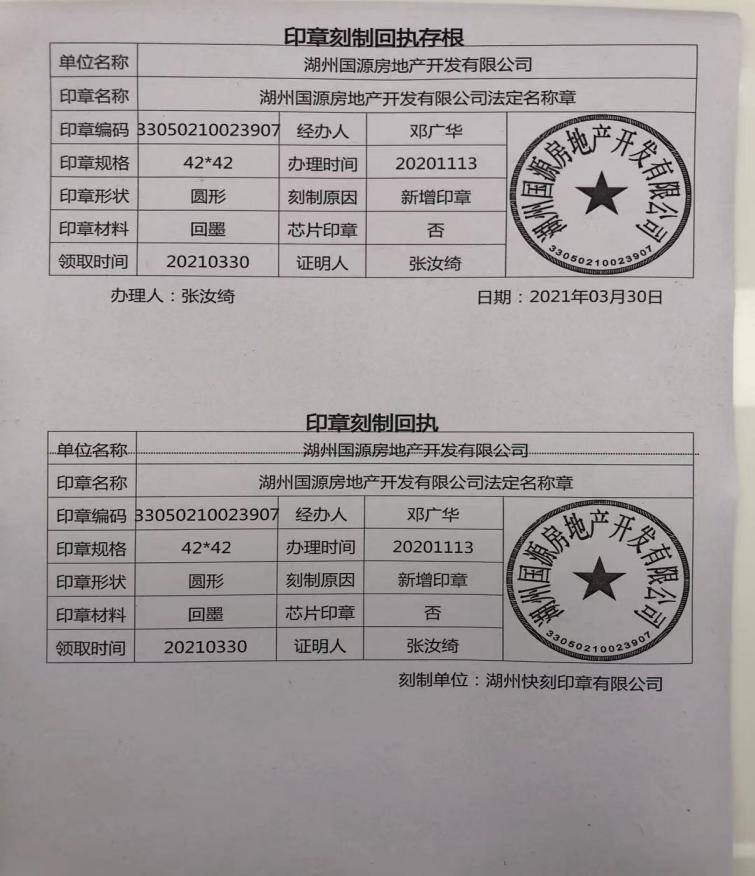 印章刻制回执存根
单位名称 湖州国源房地产开发有限公司
印章名称 湖州国源房地产开发有限公司法定名称章
印章编码 33050210023907 经办人 邓广华
印章规格 42*42 办理时间 20201113
印章形状 圆形 刻制原因 新增印章
印章材料 回墨 芯片印章 否
领取时间 20210330 证明人 张汝绮
湖州国源房地产开发有限公司
33050210023907
办理人：张汝绮 日期：2021年03月30日
印章刻制回执
单位名称 湖州国源房地产开发有限公司
印章名称 湖州国源房地产开发有限公司法定名称章
印章编码 33050210023907 经办人 邓广华
印章规格 42*42 办理时间 20201113
印章形状 圆形 刻制原因 新增印章
印章材料 回墨 芯片印章 否
领取时间 20210330 证明人 张汝绮
湖州国源房地产开发有限公司
33050210023907
刻制单位：湖州快刻印章有限公司